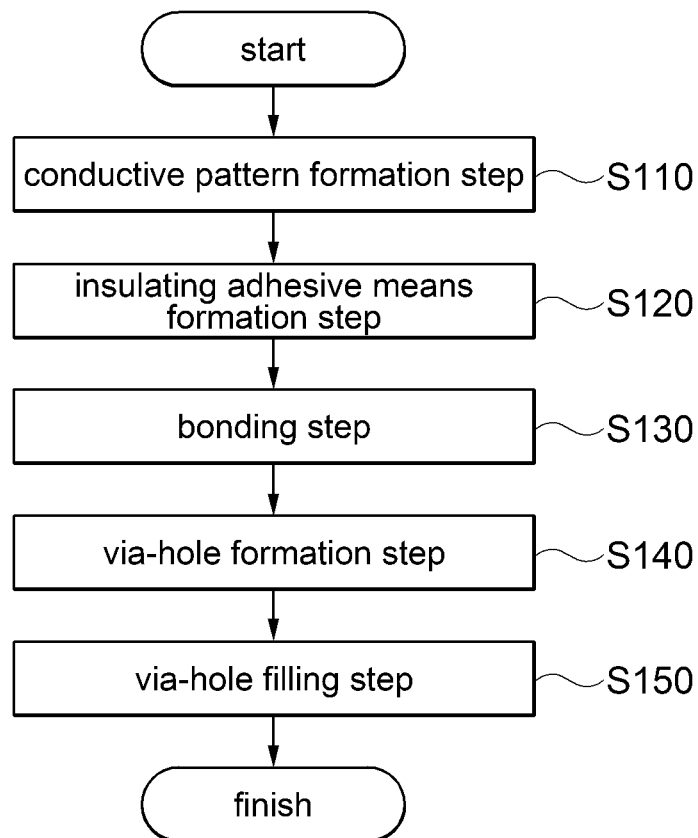 start
conductive pattern formation step
S110
insulating adhesive means
formation step
S120
bonding step
S130
via-hole formation step
S140
via-hole filling step
S150
finish